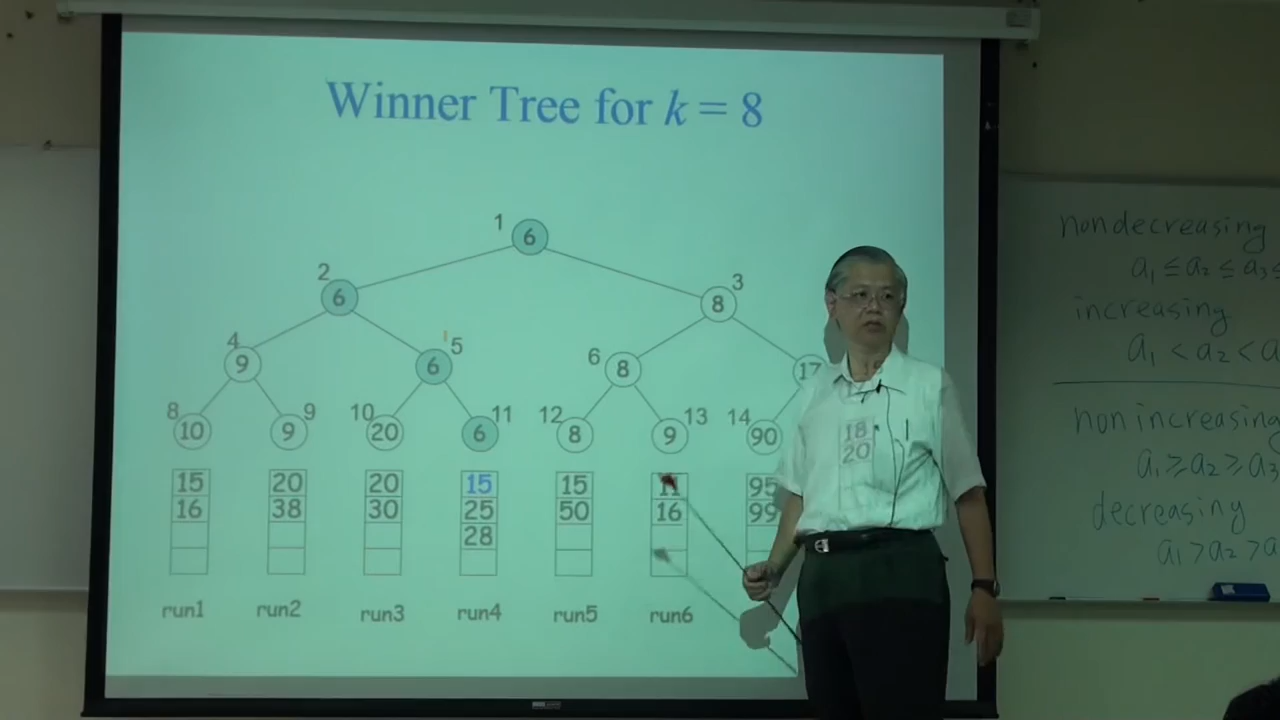 Winner Tree for k = 8
1 6
2 6
3 8
4 9
5 6
6 8
17
8 10
9 9
10 20
11 6
12 8
13 9
14 90
15 20 20 15 15 11 95 18
16 38 30 25 50 16 99 20
28
run1 run2 run3 run4 run5 run6
nondecreasing
a₁ ≤ a₂ ≤ a₃ ≤
increasing
a₁ < a₂ < a
nonincreasing
a₁ ≥ a₂ ≥ a₃
decreasing
a₁ > a₂ > a